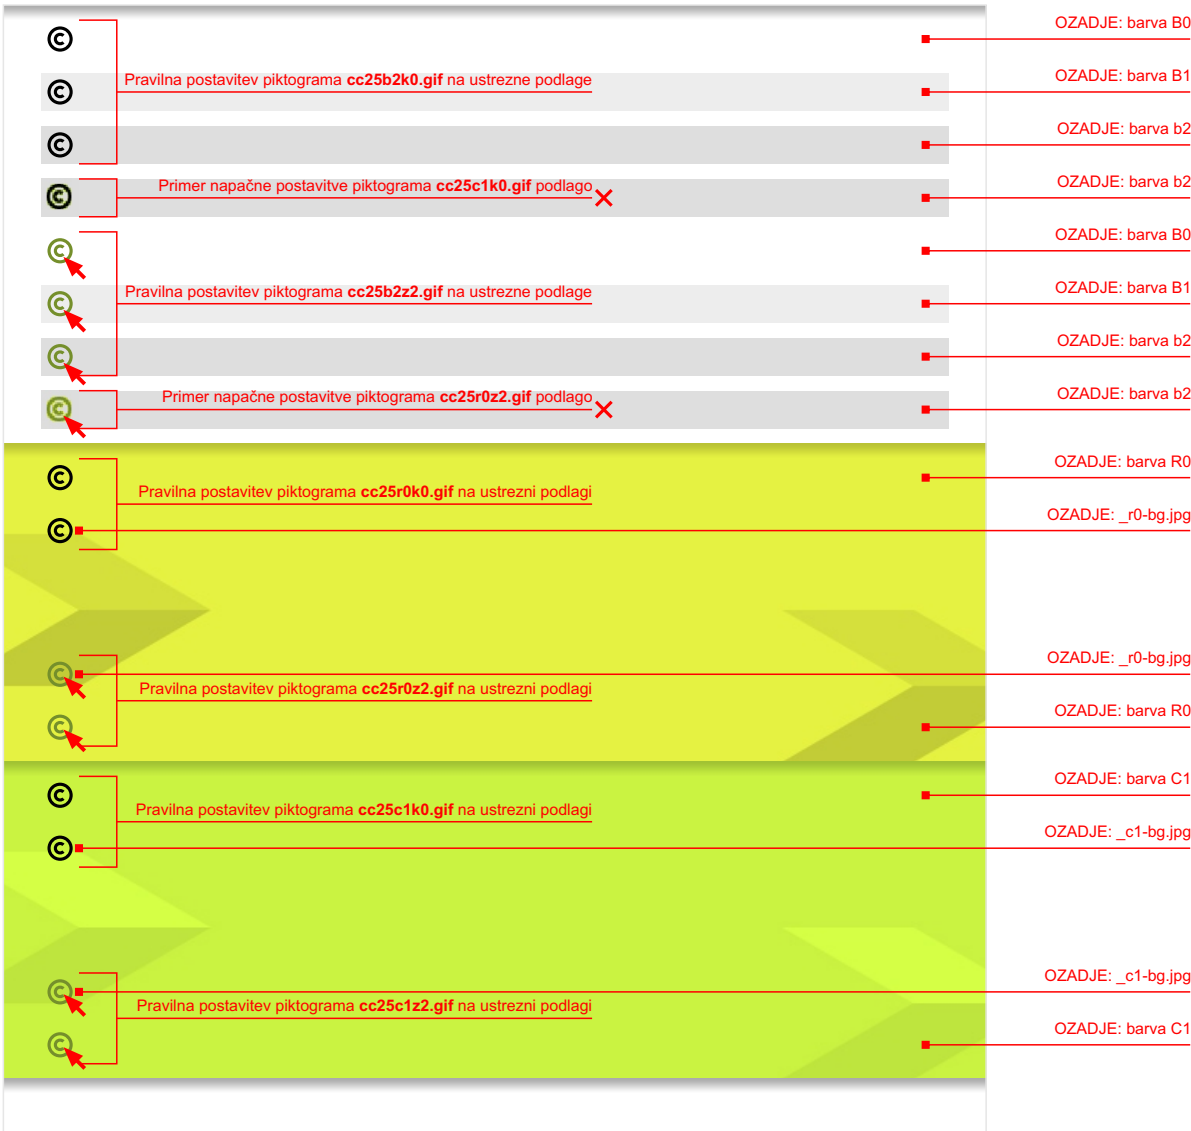 OZADJE: barva B0
©
Pravilna postavitev piktograma cc25b2k0.gif na ustrezne podlage
OZADJE: barva B1
©
OZADJE: barva b2
©
Primer napačne postavitve piktograma cc25c1k0.gif podlago
OZADJE: barva b2
©
OZADJE: barva B0
©
Pravilna postavitev piktograma cc25b2z2.gif na ustrezne podlage
OZADJE: barva B1
©
OZADJE: barva b2
©
Primer napačne postavitve piktograma cc25r0z2.gif podlago
OZADJE: barva b2
©
OZADJE: barva R0
©
Pravilna postavitev piktograma cc25r0k0.gif na ustrezni podlagi
OZADJE: _r0-bg.jpg
©
OZADJE: _r0-bg.jpg
©
Pravilna postavitev piktograma cc25r0z2.gif na ustrezni podlagi
OZADJE: barva R0
©
OZADJE: barva C1
©
Pravilna postavitev piktograma cc25c1k0.gif na ustrezni podlagi
OZADJE: _c1-bg.jpg
©
OZADJE: _c1-bg.jpg
©
Pravilna postavitev piktograma cc25c1z2.gif na ustrezni podlagi
OZADJE: barva C1
©